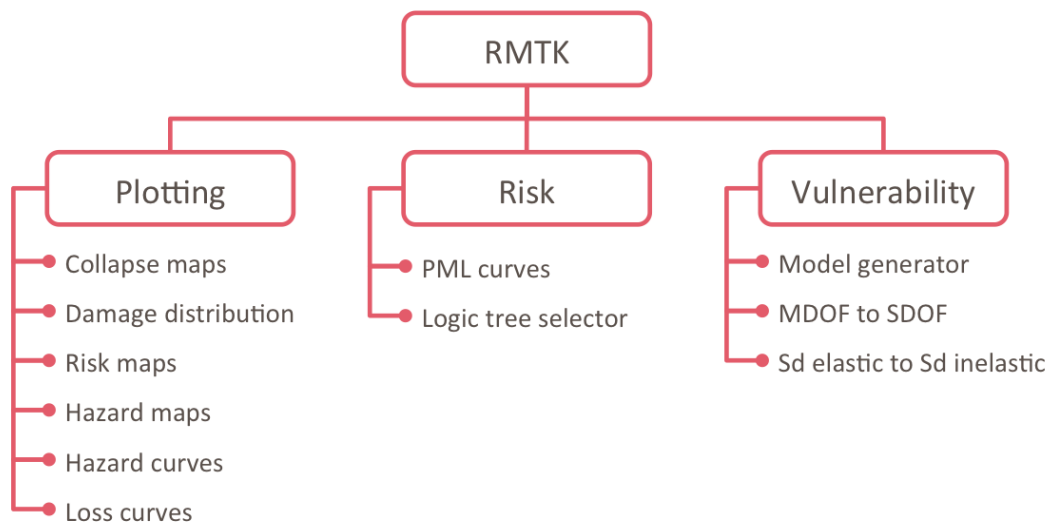 RMTK
Plotting
Collapse maps
Damage distribution
Risk maps
Hazard maps
Hazard curves
Loss curves
Risk
PML curves
Logic tree selector
Vulnerability
Model generator
MDOF to SDOF
Sd elastic to Sd inelastic